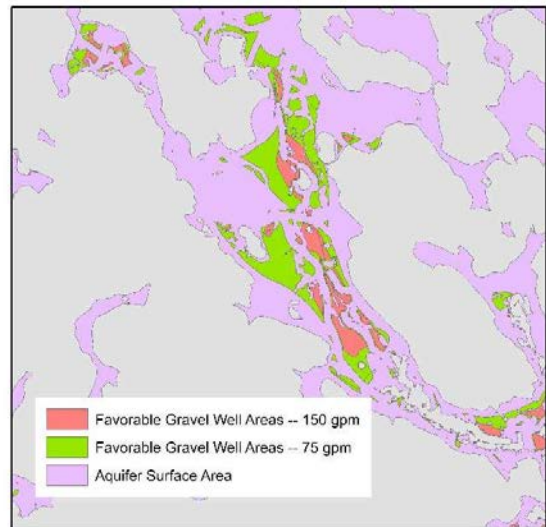 Favorable Gravel Well Areas -- 150 gpm
Favorable Gravel Well Areas -- 75 gpm
Aquifer Surface Area